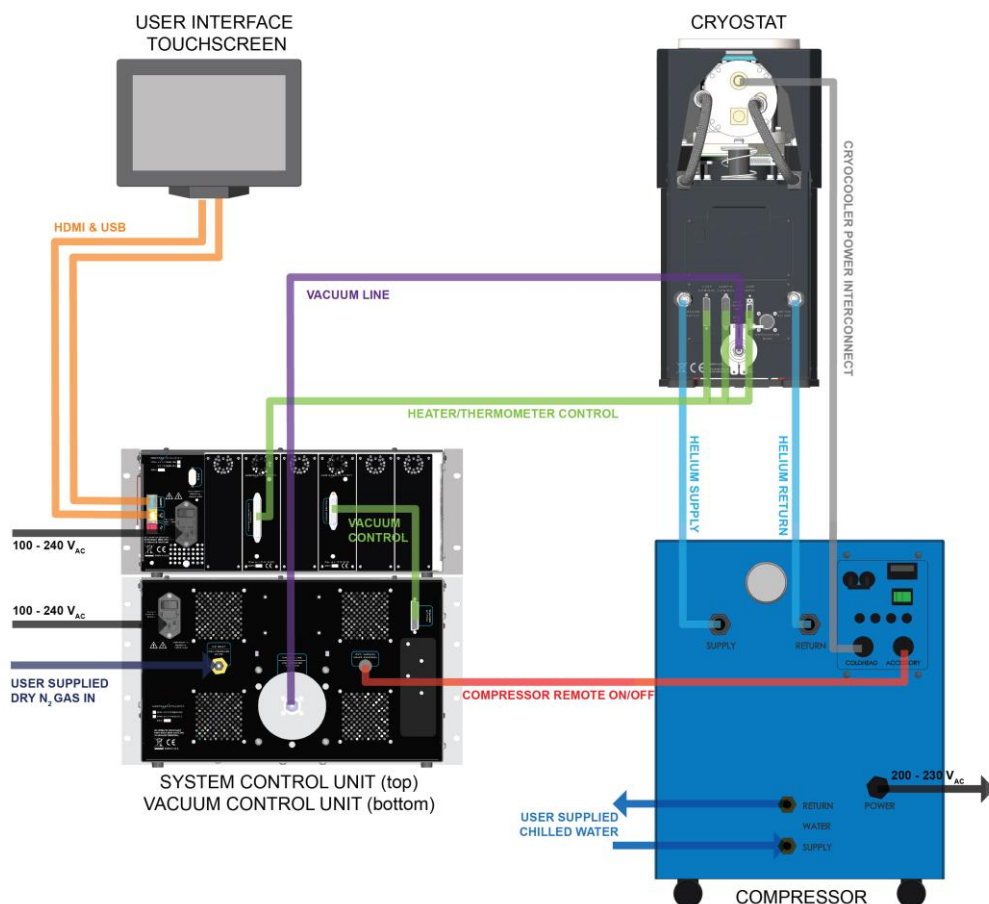 USER INTERFACE
TOUCHSCREEN
CRYOSTAT
HDMI & USB
VACUUM LINE
CRYOCOOLER POWER INTERCONNECT
HEATER/THERMOMETER CONTROL
HELIUM SUPPLY
HELIUM RETURN
VACUUM
CONTROL
100 - 240 VAC
100 - 240 VAC
USER SUPPLIED
DRY N2 GAS IN
SUPPLY
RETURN
COLDHEAD
ACCESSORY
COMPRESSOR REMOTE ON/OFF
SYSTEM CONTROL UNIT (top)
VACUUM CONTROL UNIT (bottom)
200 - 230 VAC
POWER
USER SUPPLIED
CHILLED WATER
RETURN
WATER
SUPPLY
COMPRESSOR